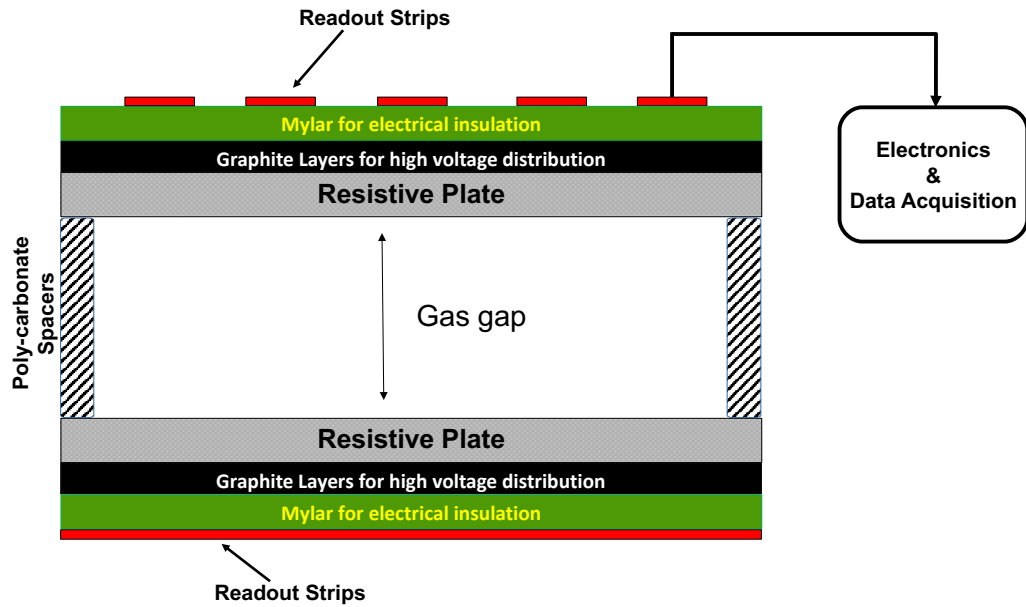 Readout Strips
Mylar for electrical insulation
Graphite Layers for high voltage distribution
Resistive Plate
Electronics
&
Data Acquisition
Poly-carbonate
Spacers
Gas gap
Resistive Plate
Graphite Layers for high voltage distribution
Mylar for electrical insulation
Readout Strips